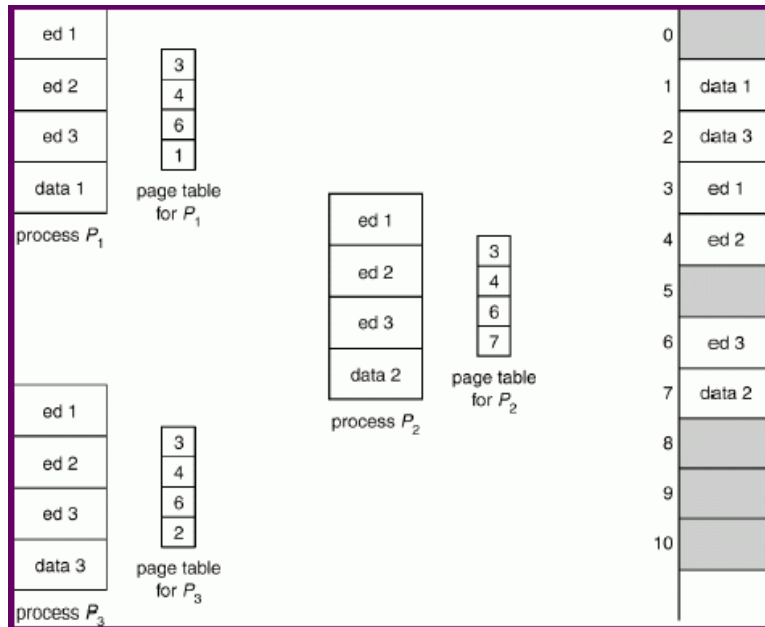 ed 1
ed 2
ed 3
data 1
process P1
3
4
6
1
page table
for P1
ed 1
ed 2
ed 3
data 2
process P2
3
4
6
7
page table
for P2
ed 1
ed 2
ed 3
data 3
process P3
3
4
6
2
page table
for P3
0
1 data 1
2 data 3
3 ed 1
4 ed 2
5
6 ed 3
7 data 2
8
9
10